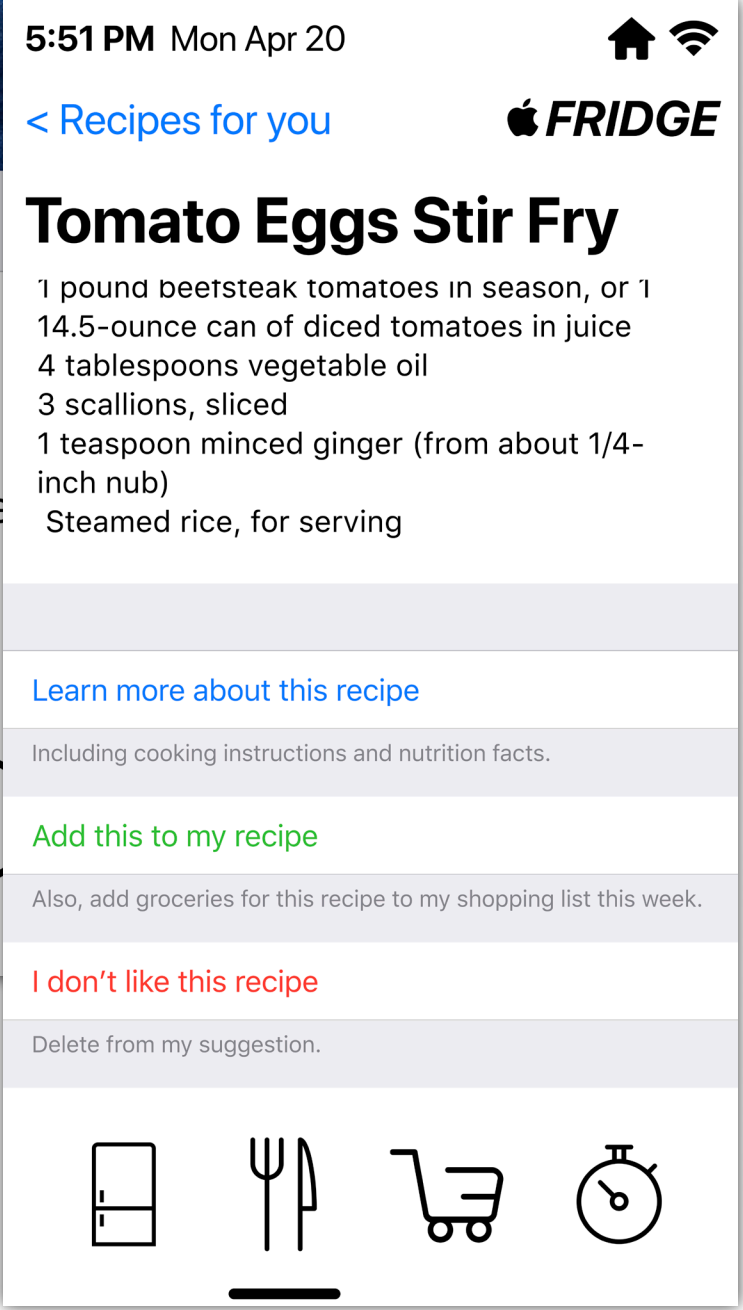 5:51 PM Mon Apr 20
< Recipes for you
FRIDGE
Tomato Eggs Stir Fry
1 pound beefsteak tomatoes in season, or 1
14.5-ounce can of diced tomatoes in juice
4 tablespoons vegetable oil
3 scallions, sliced
1 teaspoon minced ginger (from about 1/4-
inch nub)
Steamed rice, for serving
Learn more about this recipe
Including cooking instructions and nutrition facts.
Add this to my recipe
Also, add groceries for this recipe to my shopping list this week.
I don’t like this recipe
Delete from my suggestion.